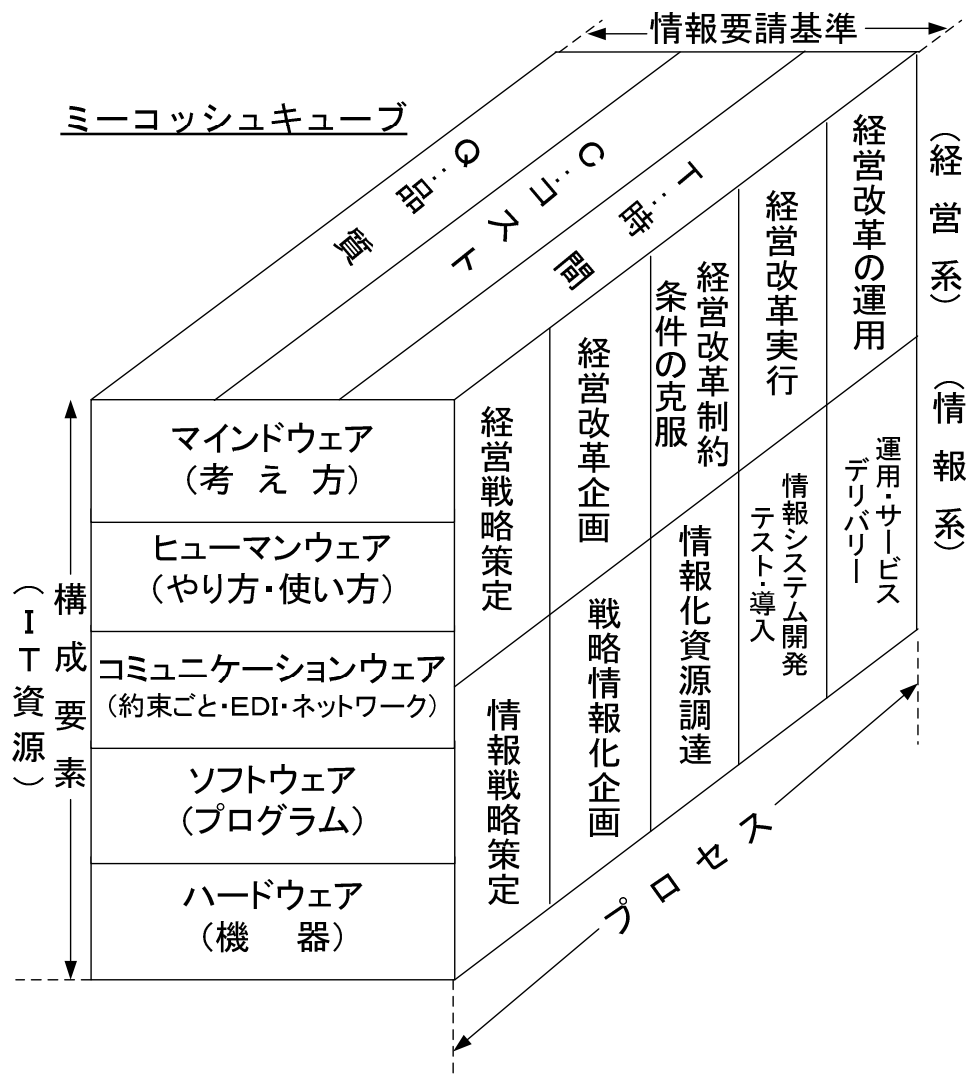 情報要請基準
ミーコッシュキューブ
Q…品質
C…コスト
T…時間
(経営系)
(情報系)
経営戦略策定
経営改革企画
経営改革制約
条件の克服
経営改革実行
経営改革の運用
情報戦略策定
戦略情報化企画
情報化資源調達
情報システム開発
テスト・導入
運用・サービス
デリバリー
構成要素
(IT資源)
マインドウェア
(考え方)
ヒューマンウェア
(やり方・使い方)
コミュニケーションウェア
(約束ごと・EDI・ネットワーク)
ソフトウェア
(プログラム)
ハードウェア
(機器)
プロセス